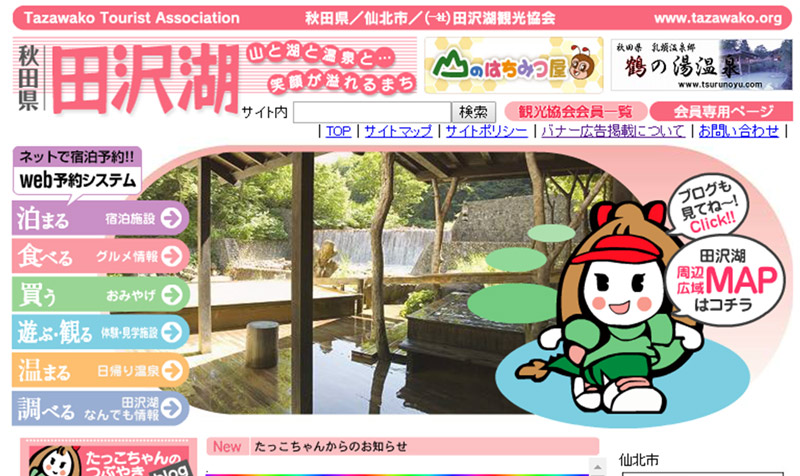 Tazawako Tourist Association
秋田県／仙北市／(一社)田沢湖観光協会
www.tazawako.org
秋田県
田沢湖
山と湖と温泉と…
笑顔が溢れるまち
山のはちみつ屋
秋田県 乳頭温泉郷
鶴の湯温泉
www.tsurunoyu.com
サイト内
検索
観光協会会員一覧
会員専用ページ
| TOP | サイトマップ | サイトポリシー | バナー広告掲載について | お問い合わせ |
ネットで宿泊予約!!
web予約システム
泊まる 宿泊施設
食べる グルメ情報
買う おみやげ
遊ぶ・観る 体験・見学施設
温まる 日帰り温泉
調べる 田沢湖
なんでも情報
ブログも
見てね～!
Click!!
田沢湖
周辺
広域MAP
はコチラ
たっこちゃんの
つぶやき
blog
New たっこちゃんからのお知らせ
仙北市